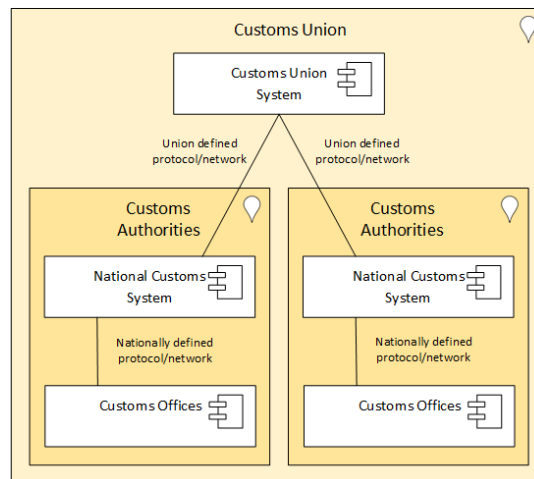 Customs Union
Customs Union
System
Union defined
protocol/network
Union defined
protocol/network
Customs
Authorities
Customs
Authorities
National Customs
System
National Customs
System
Nationally defined
protocol/network
Nationally defined
protocol/network
Customs Offices
Customs Offices